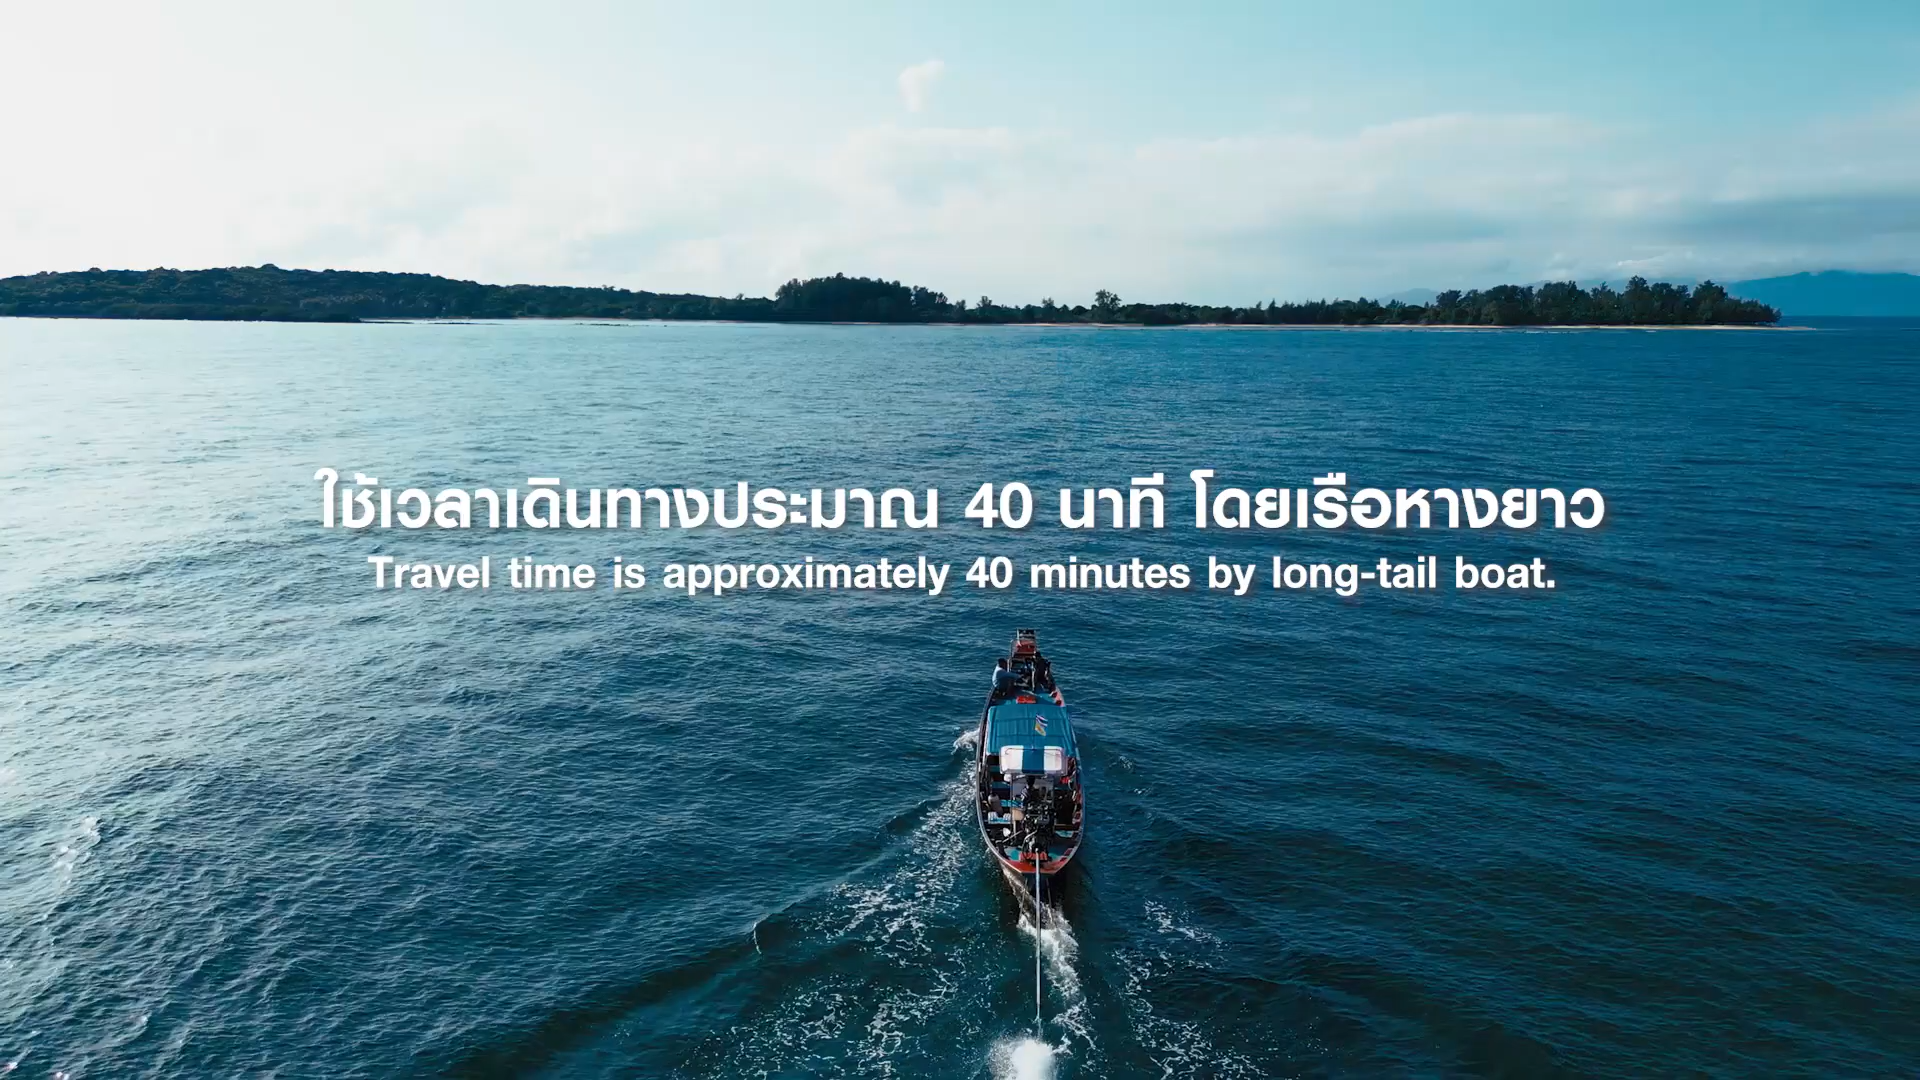 ใช้เวลาเดินทางประมาณ 40 นาที โดยเรือหางยาว
Travel time is approximately 40 minutes by long-tail boat.